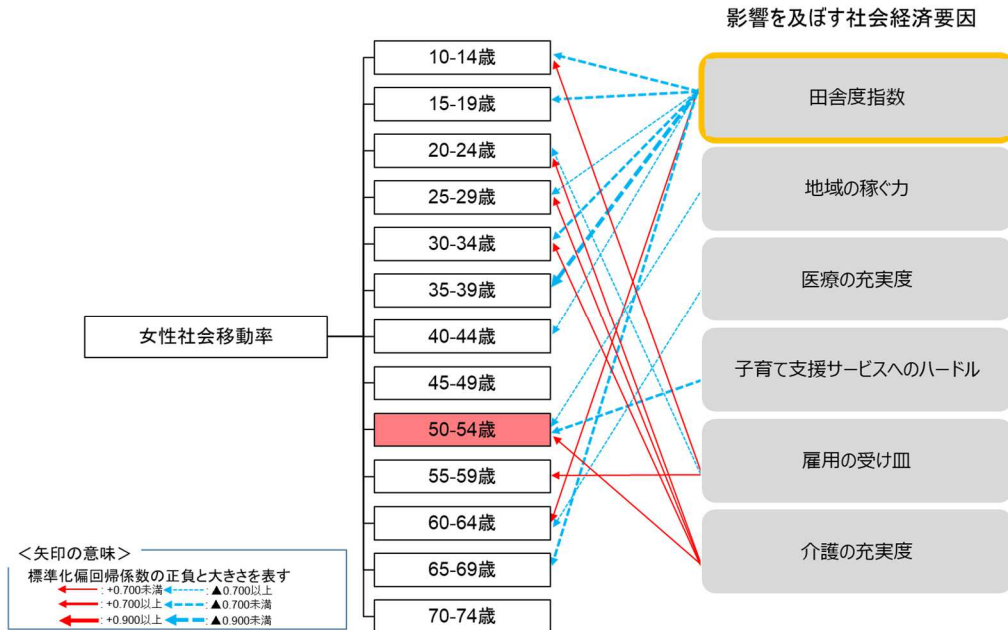 影響を及ぼす社会経済要因
10-14歳
15-19歳
20-24歳
25-29歳
30-34歳
35-39歳
40-44歳
45-49歳
50-54歳
55-59歳
60-64歳
65-69歳
70-74歳
女性社会移動率
田舎度指数
地域の稼ぐ力
医療の充実度
子育て支援サービスへのハードル
雇用の受け皿
介護の充実度
＜矢印の意味＞
標準化偏回帰係数の正負と大きさを表す
: +0.700未満 : ▲0.700以上
: +0.700以上 : ▲0.700未満
: +0.900以上 : ▲0.900未満